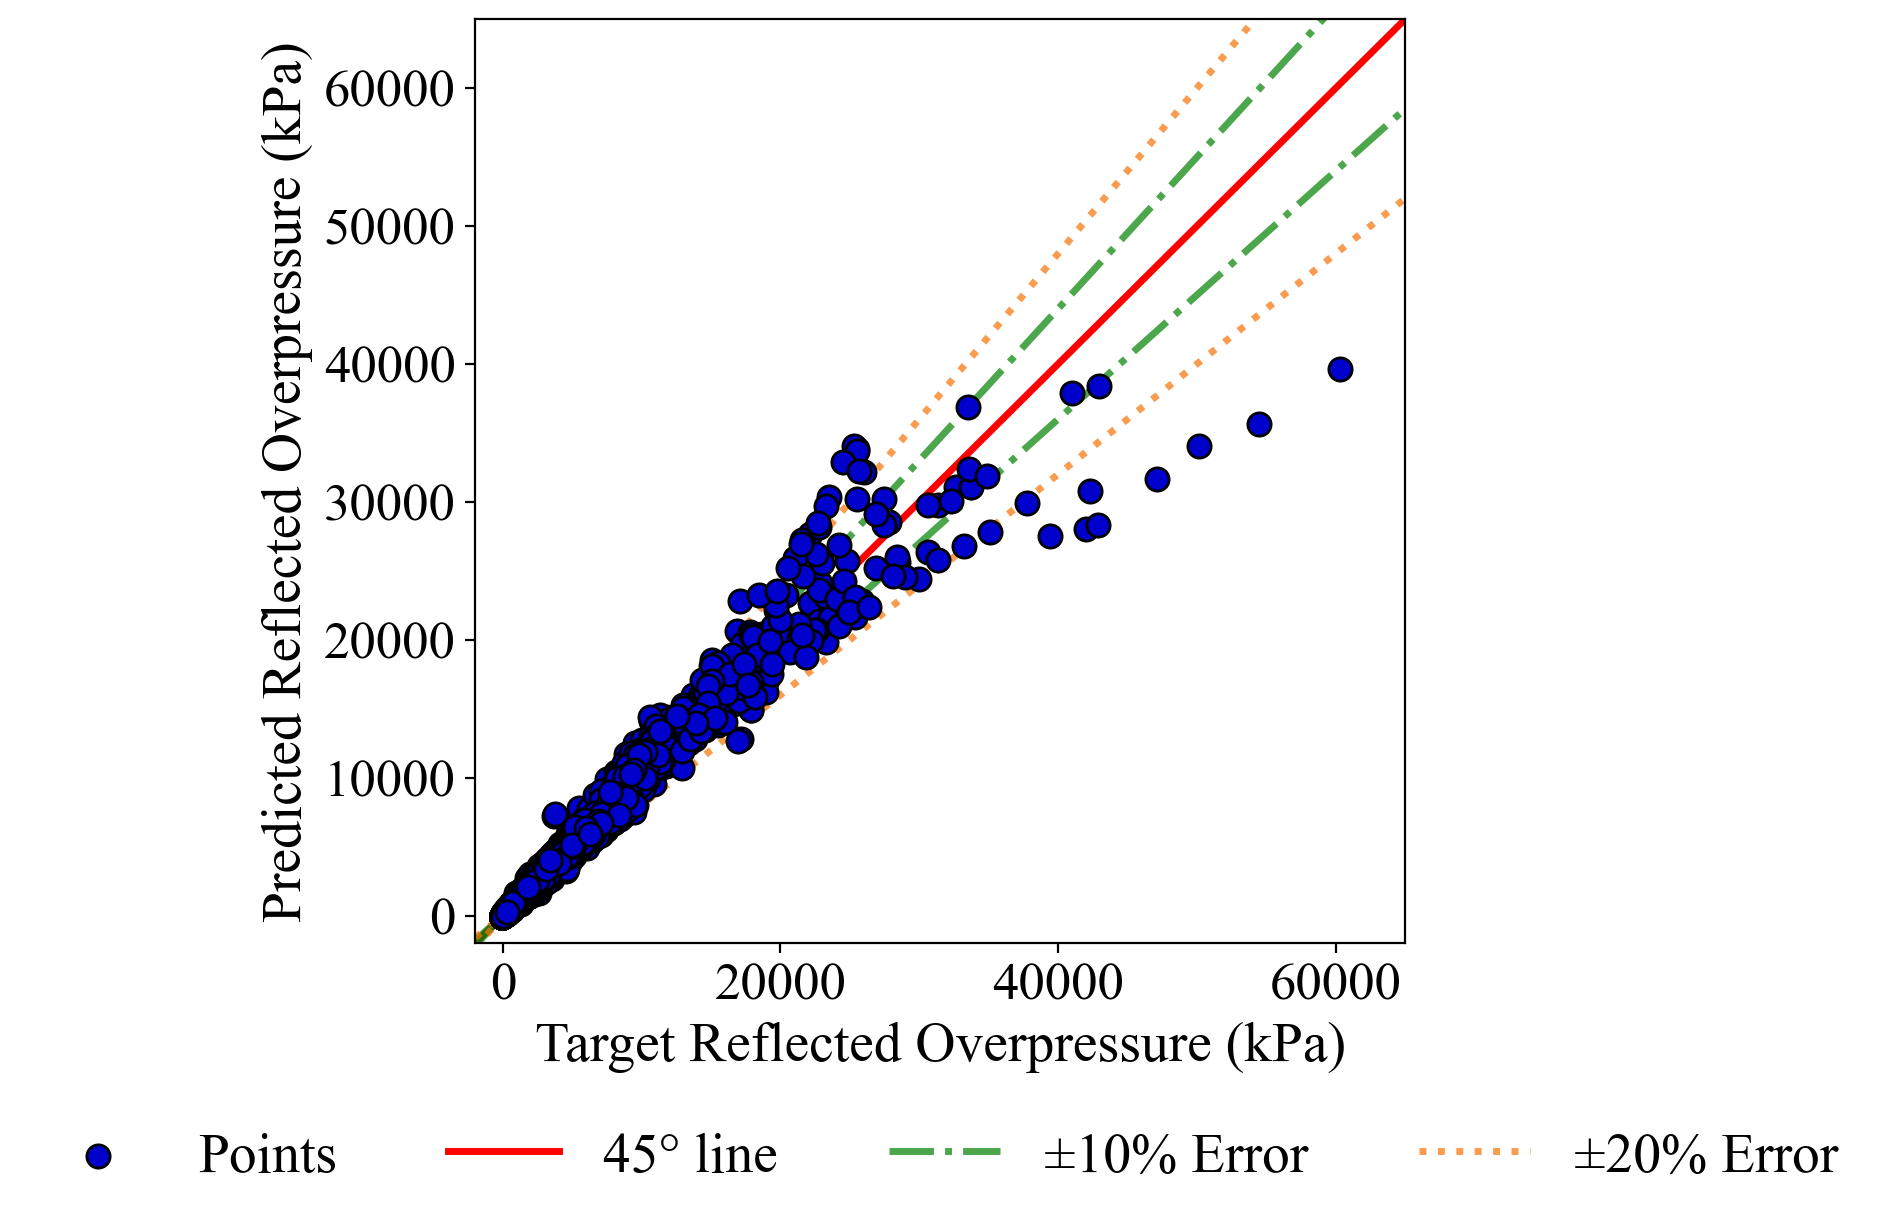 Predicted Reflected Overpressure (kPa)
60000
50000
40000
30000
20000
10000
0
0 20000 40000 60000
Target Reflected Overpressure (kPa)
Points 45° line ±10% Error ±20% Error